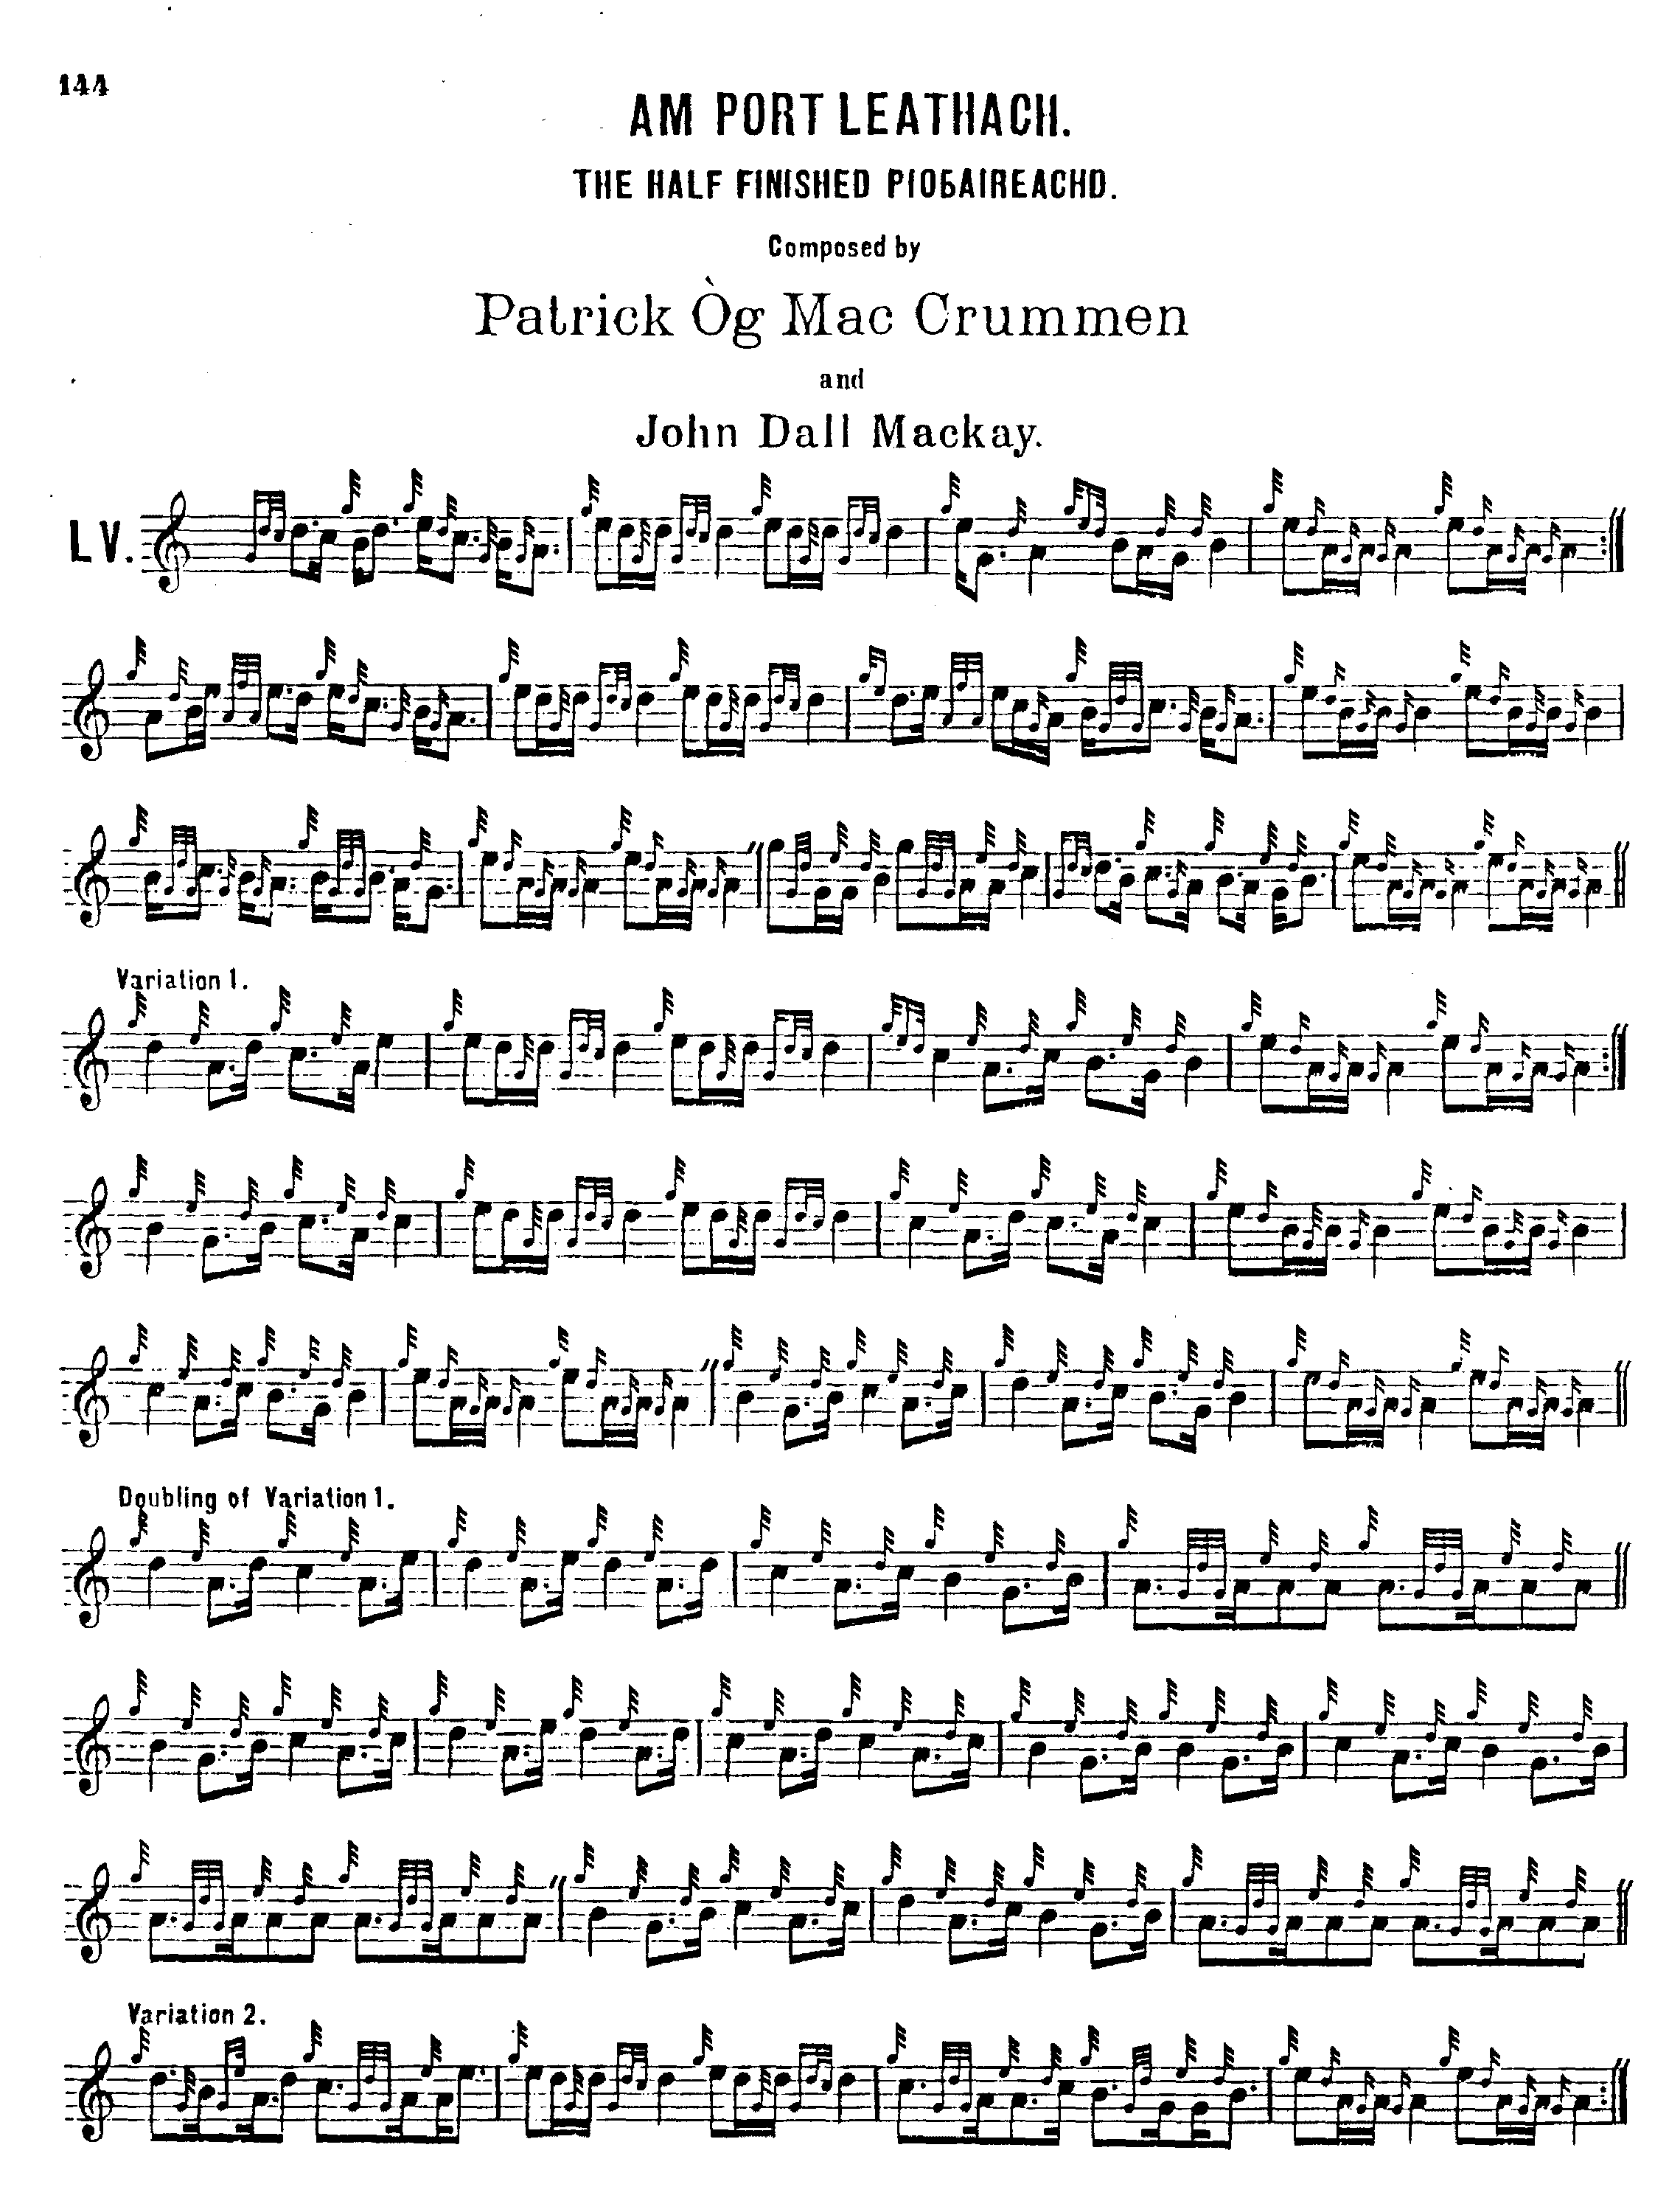 144
AM PORT LEATHACH.
THE HALF FINISHED PIOBAIREACHD.
Composed by
Patrick Òg Mac Crummen
and
John Dall Mackay.
LV.
Variation 1.
Doubling of Variation 1.
Variation 2.